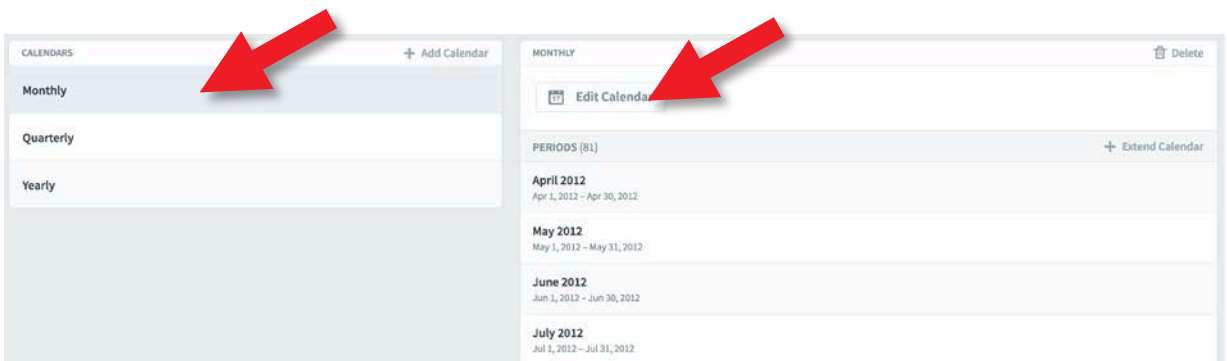 CALENDARS
+ Add Calendar
Monthly
Quarterly
Yearly
MONTHLY
Delete
17 Edit Calendar
PERIODS (81)
+ Extend Calendar
April 2012
Apr 1, 2012 – Apr 30, 2012
May 2012
May 1, 2012 – May 31, 2012
June 2012
Jun 1, 2012 – Jun 30, 2012
July 2012
Jul 1, 2012 – Jul 31, 2012